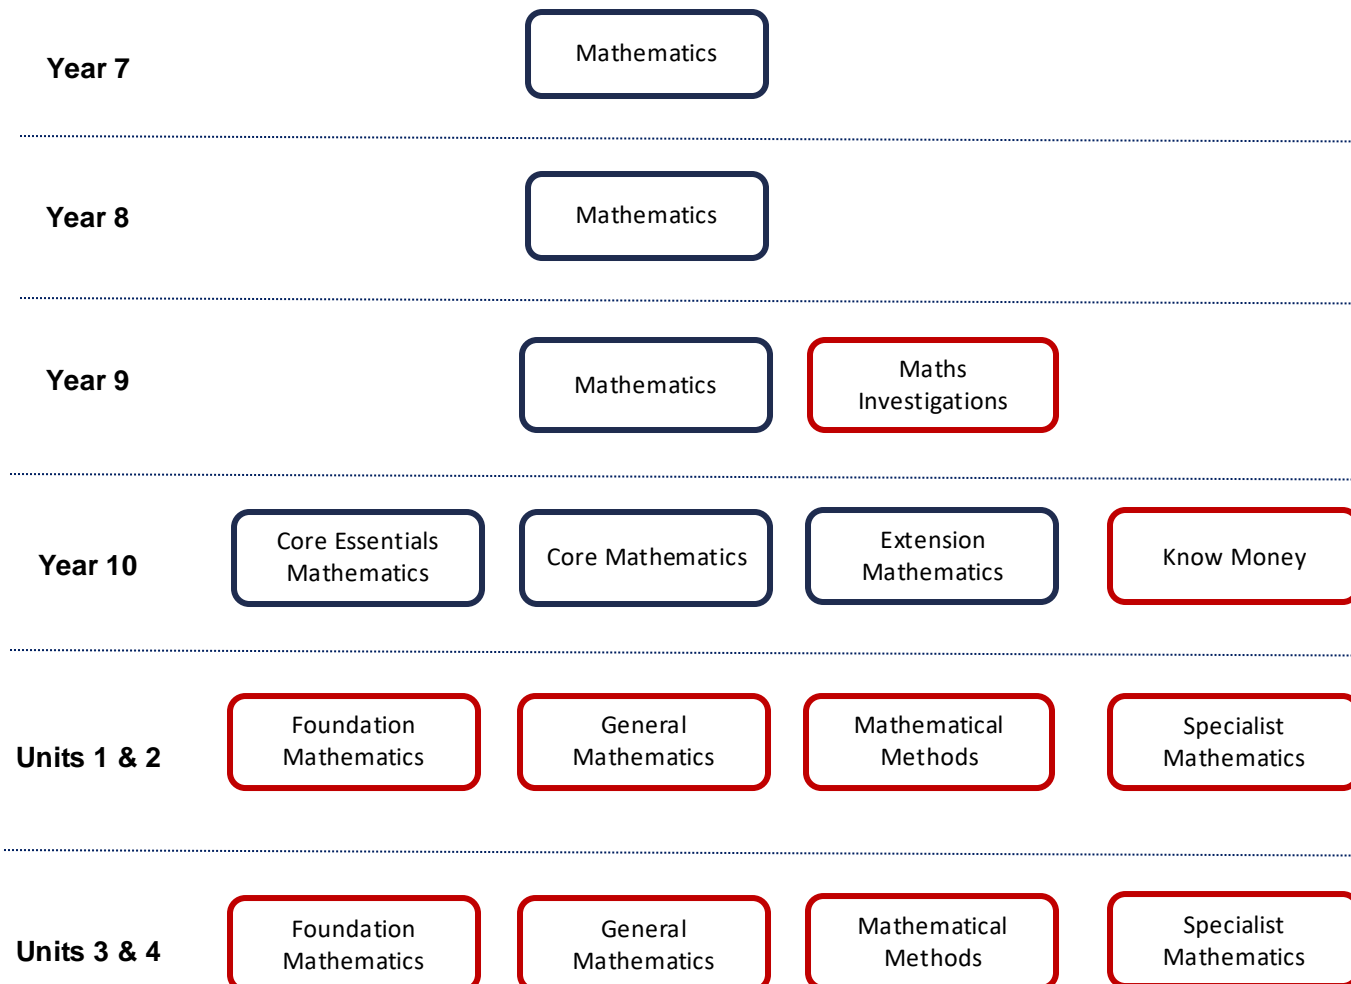 Year 7
Mathematics
Year 8
Mathematics
Year 9
Mathematics
Maths
Investigations
Year 10
Core Essentials
Mathematics
Core Mathematics
Extension
Mathematics
Know Money
Units 1 & 2
Foundation
Mathematics
General
Mathematics
Mathematical
Methods
Specialist
Mathematics
Units 3 & 4
Foundation
Mathematics
General
Mathematics
Mathematical
Methods
Specialist
Mathematics